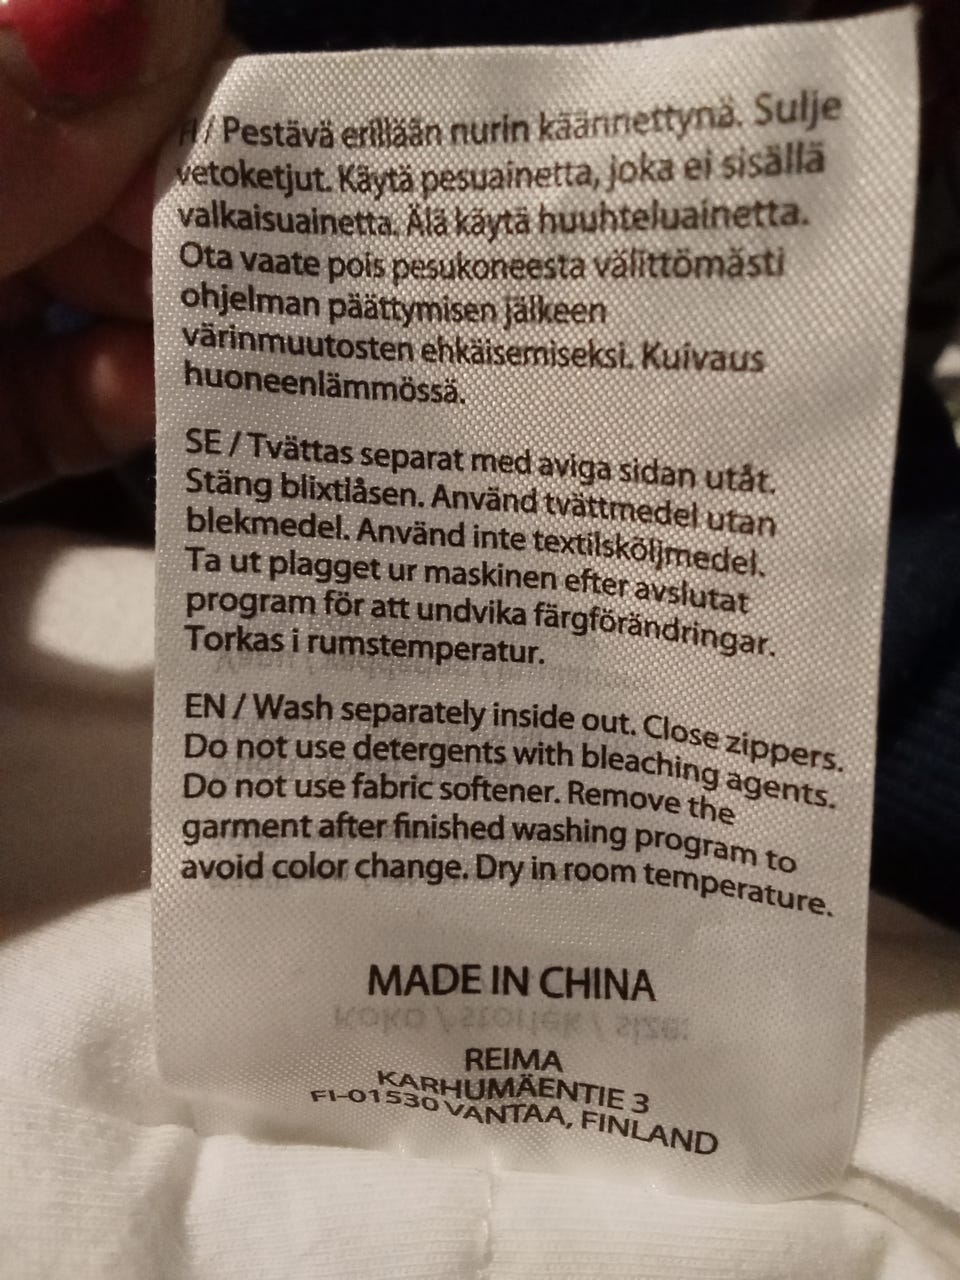 FI / Pestävä erillään nurin käännettynä. Sulje
vetoketjut. Käytä pesuainetta, joka ei sisällä
valkaisuainetta. Älä käytä huuhteluainetta.
Ota vaate pois pesukoneesta välittömästi
ohjelman päättymisen jälkeen
värinmuutosten ehkäisemiseksi. Kuivaus
huoneenlämmössä.
SE / Tvättas separat med aviga sidan utåt.
Stäng blixtlåsen. Använd tvättmedel utan
blekmedel. Använd inte textilsköljmedel.
Ta ut plagget ur maskinen efter avslutat
program för att undvika färgförändringar.
Torkas i rumstemperatur.
EN / Wash separately inside out. Close zippers.
Do not use detergents with bleaching agents.
Do not use fabric softener. Remove the
garment after finished washing program to
avoid color change. Dry in room temperature.
MADE IN CHINA
koko / storlek / size:
REIMA
KARHUMÄENTIE 3
FI-01530 VANTAA, FINLAND